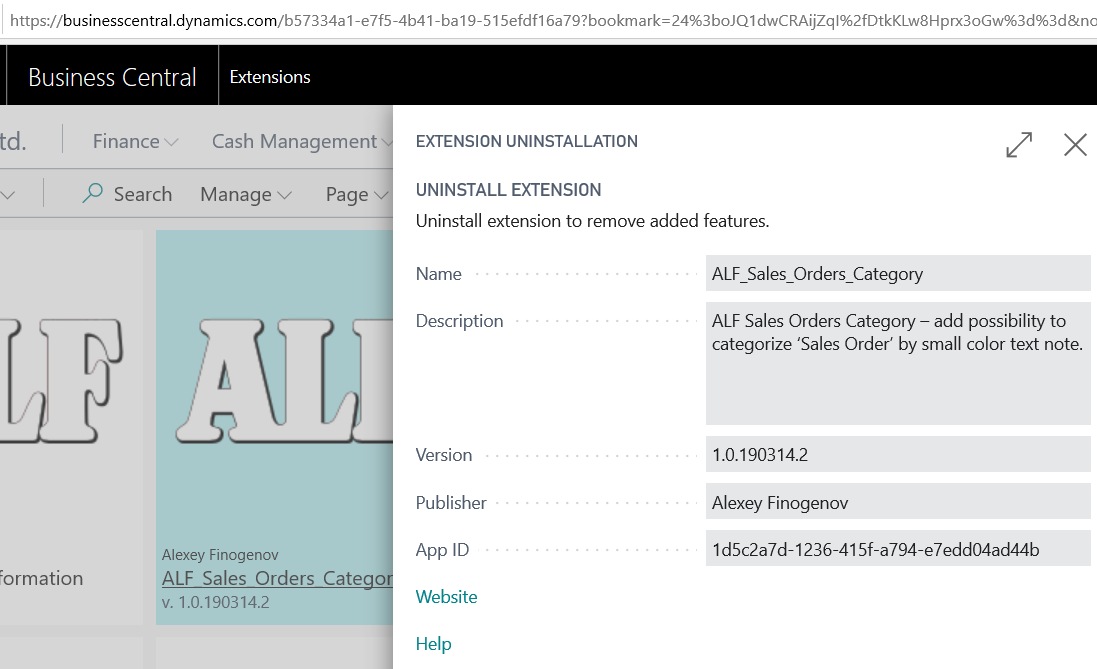 https://businesscentral.dynamics.com/b57334a1-e7f5-4b41-ba19-515efdf16a79?bookmark=24%3boJQ1dwCRAijZqI%2fDtkKLw8Hprx3oGw%3d%3d&no
Business Central
Extensions
td.
Finance
Cash Management
Search
Manage
Page
LF
formation
ALF
Alexey Finogenov
ALF_Sales_Orders_Categor
v. 1.0.190314.2
EXTENSION UNINSTALLATION
UNINSTALL EXTENSION
Uninstall extension to remove added features.
Name
ALF_Sales_Orders_Category
Description
ALF Sales Orders Category – add possibility to
categorize ‘Sales Order’ by small color text note.
Version
1.0.190314.2
Publisher
Alexey Finogenov
App ID
1d5c2a7d-1236-415f-a794-e7edd04ad44b
Website
Help